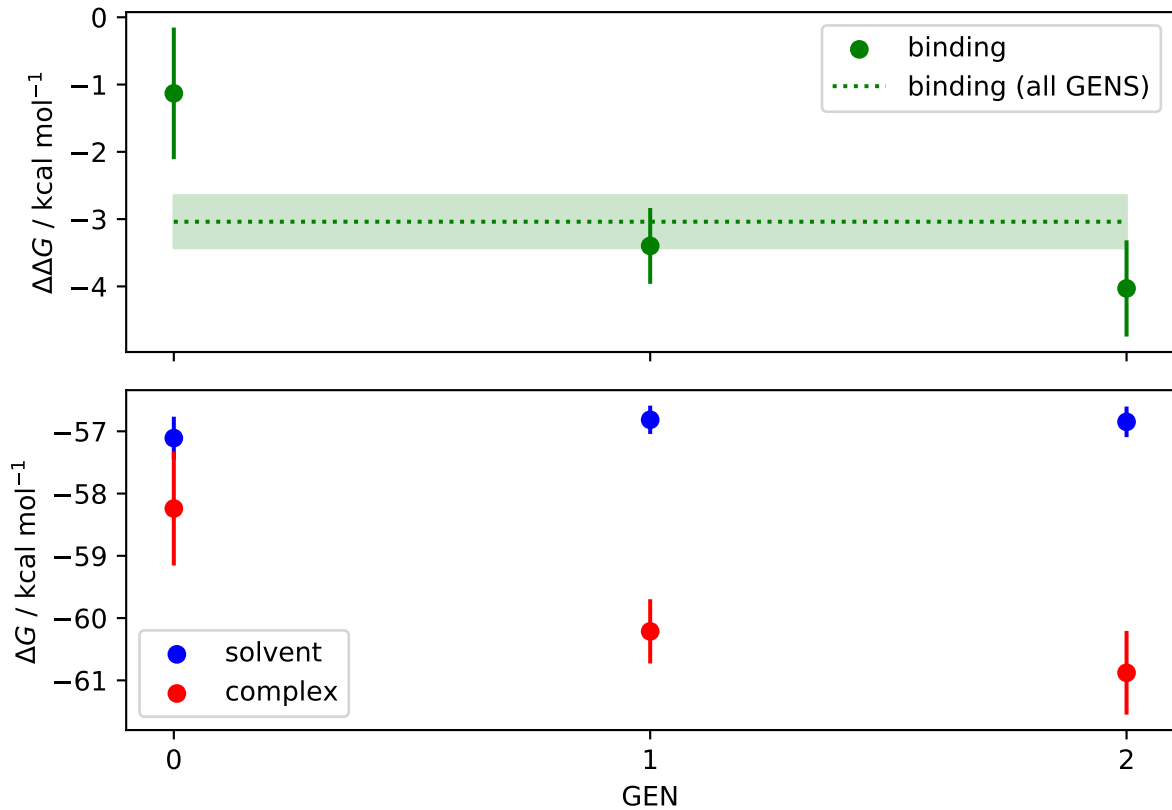 0
−1
−2
−3
−4
ΔΔG / kcal mol⁻¹
binding
binding (all GENS)
−57
−58
−59
−60
−61
ΔG / kcal mol⁻¹
solvent
complex
0 1 2
GEN